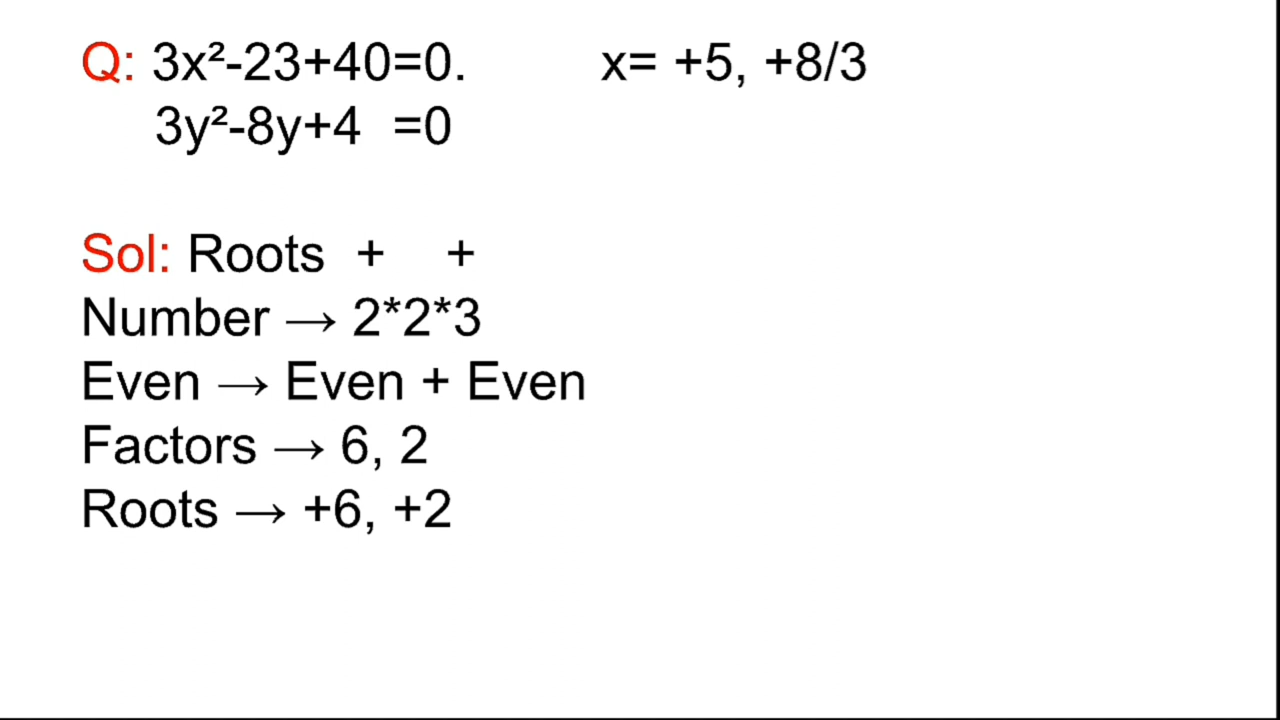 Q: 3x²-23+40=0. x= +5, +8/3
3y²-8y+4 =0
Sol: Roots + +
Number → 2*2*3
Even → Even + Even
Factors → 6, 2
Roots → +6, +2